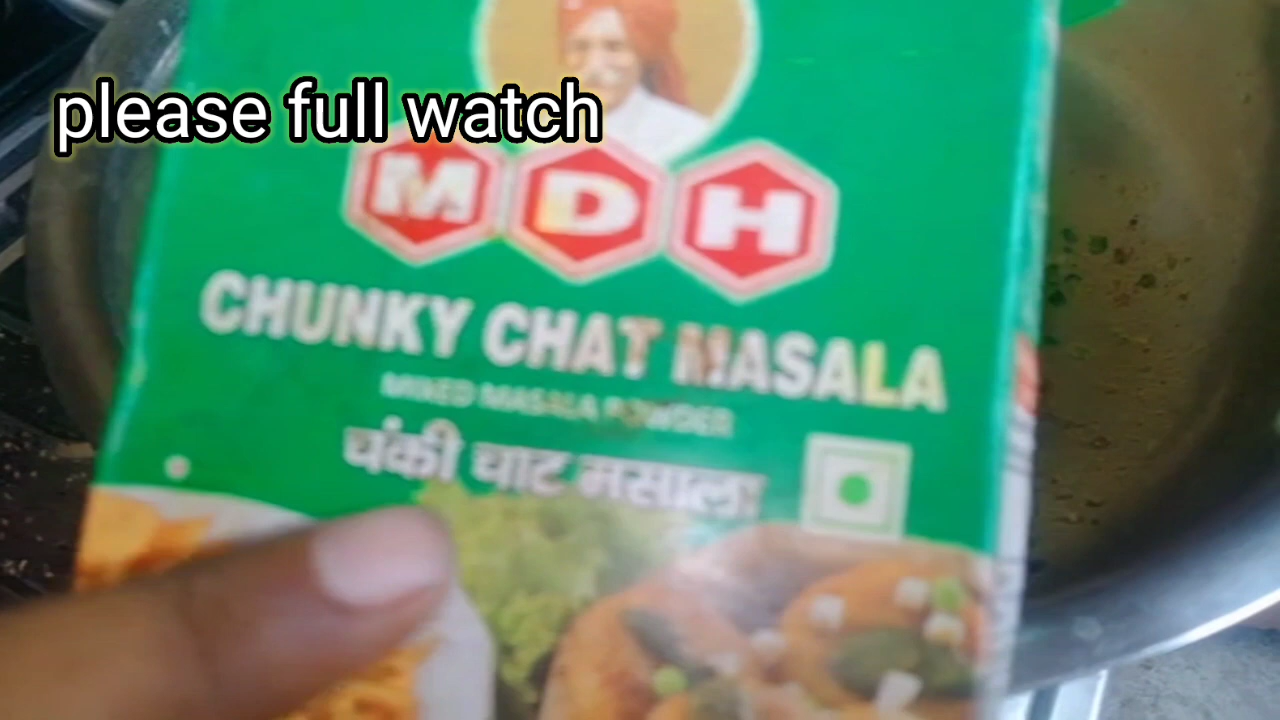 please full watch
MDH
CHUNKY CHAT MASALA
MIXED MASALA POWDER
चंकी चाट मसाला